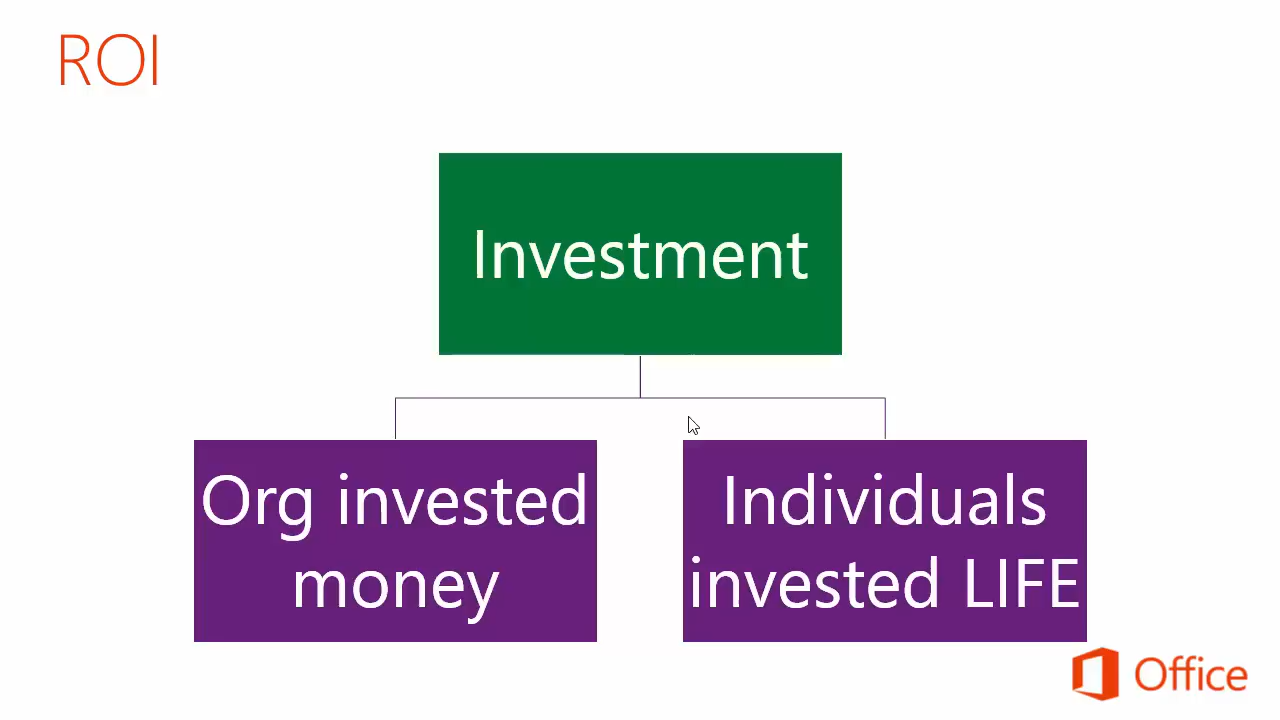 ROI
Investment
Org invested
money
Individuals
invested LIFE
Office